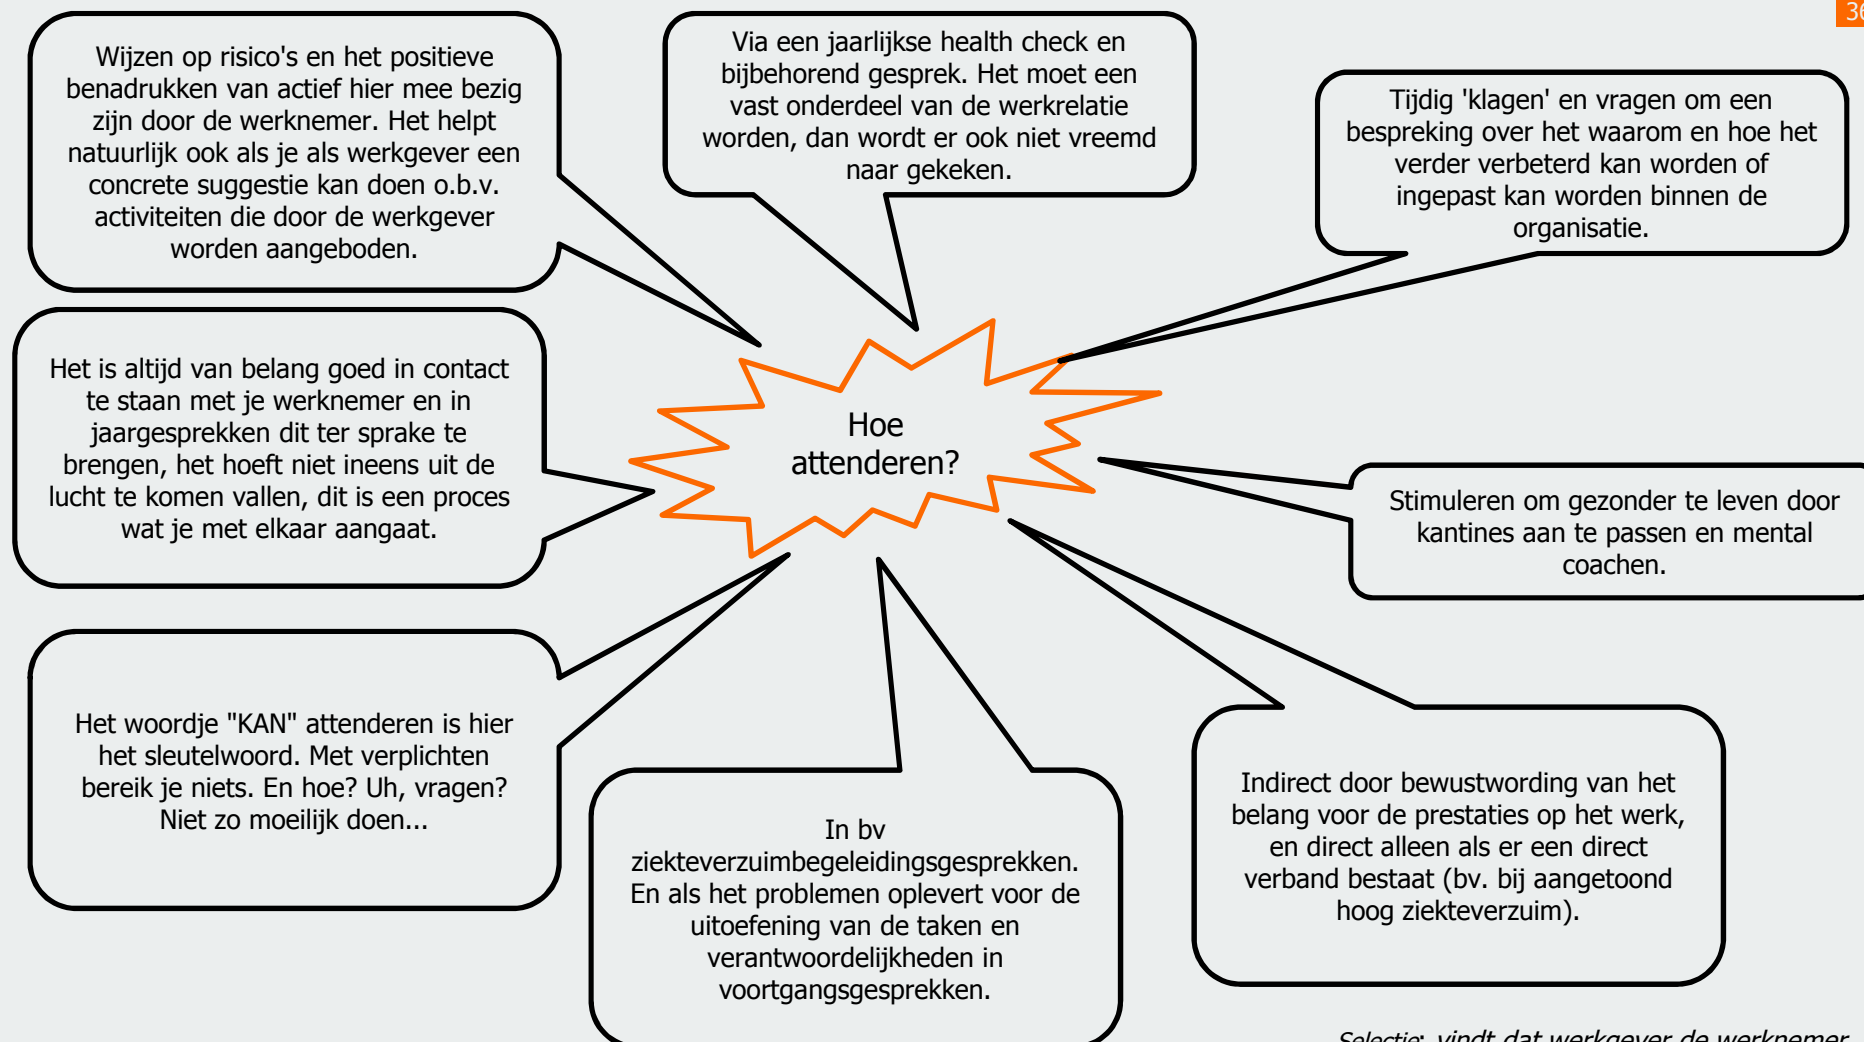 36
Wijzen op risico's en het positieve
benadrukken van actief hier mee bezig
zijn door de werknemer. Het helpt
natuurlijk ook als je als werkgever een
concrete suggestie kan doen o.b.v.
activiteiten die door de werkgever
worden aangeboden.
Via een jaarlijkse health check en
bijbehorend gesprek. Het moet een
vast onderdeel van de werkrelatie
worden, dan wordt er ook niet vreemd
naar gekeken.
Tijdig 'klagen' en vragen om een
bespreking over het waarom en hoe het
verder verbeterd kan worden of
ingepast kan worden binnen de
organisatie.
Het is altijd van belang goed in contact
te staan met je werknemer en in
jaargesprekken dit ter sprake te
brengen, het hoeft niet ineens uit de
lucht te komen vallen, dit is een proces
wat je met elkaar aangaat.
Hoe
attenderen?
Stimuleren om gezonder te leven door
kantines aan te passen en mental
coachen.
Het woordje "KAN" attenderen is hier
het sleutelwoord. Met verplichten
bereik je niets. En hoe? Uh, vragen?
Niet zo moeilijk doen...
In bv
ziekteverzuimbegeleidingsgesprekken.
En als het problemen oplevert voor de
uitoefening van de taken en
verantwoordelijkheden in
voortgangsgesprekken.
Indirect door bewustwording van het
belang voor de prestaties op het werk,
en direct alleen als er een direct
verband bestaat (bv. bij aangetoond
hoog ziekteverzuim).
Selectie: vindt dat werkgever de werknemer